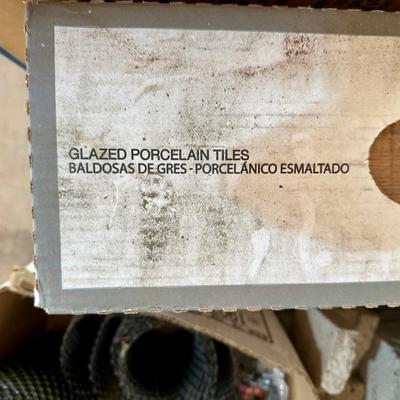 GLAZED PORCELAIN TILES
BALDOSAS DE GRES - PORCELÁNICO ESMALTADO